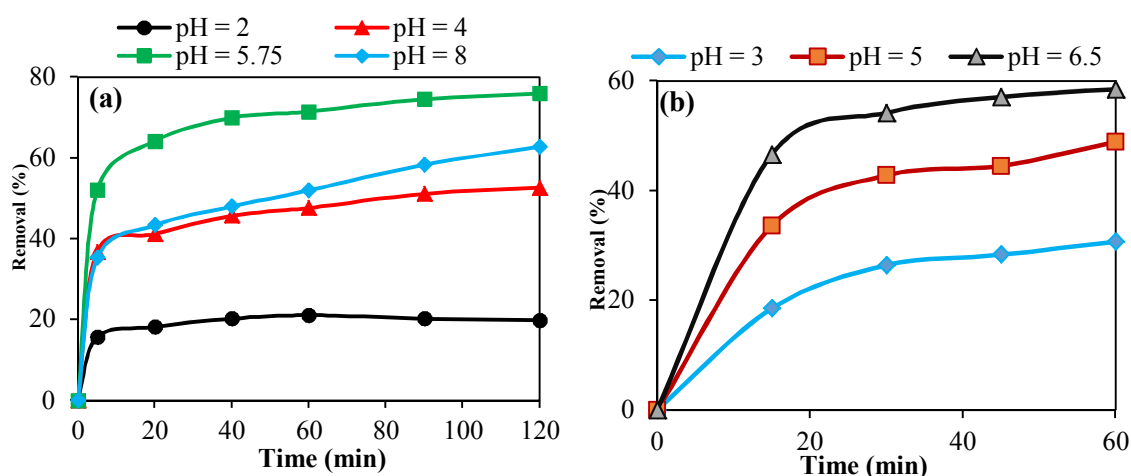 pH = 2 pH = 4
pH = 5.75 pH = 8
(a)
Removal (%)
80
60
40
20
0
0 20 40 60 80 100 120
Time (min)
pH = 3 pH = 5 pH = 6.5
(b)
Removal (%)
60
40
20
0
0 20 40 60
Time (min)